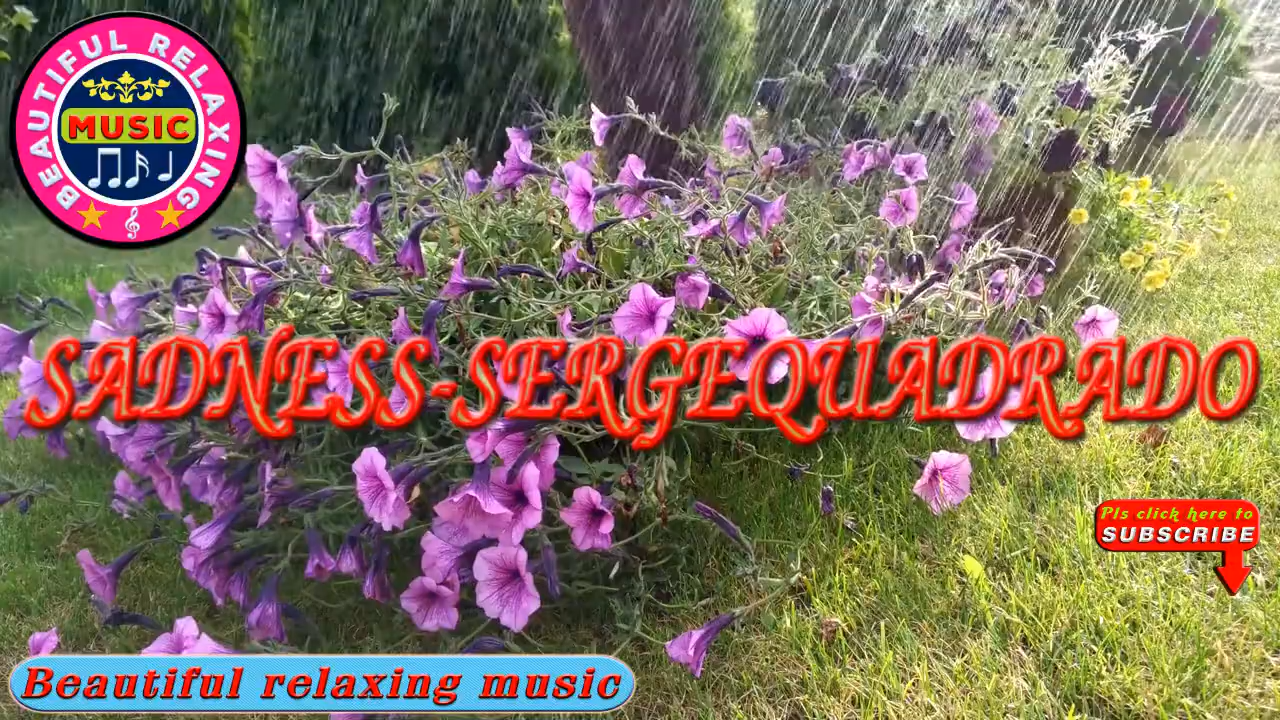 BEAUTIFUL RELAXING
MUSIC
SADNESS-SERGEQUADRADO
Pls click here to
SUBSCRIBE
Beautiful relaxing music